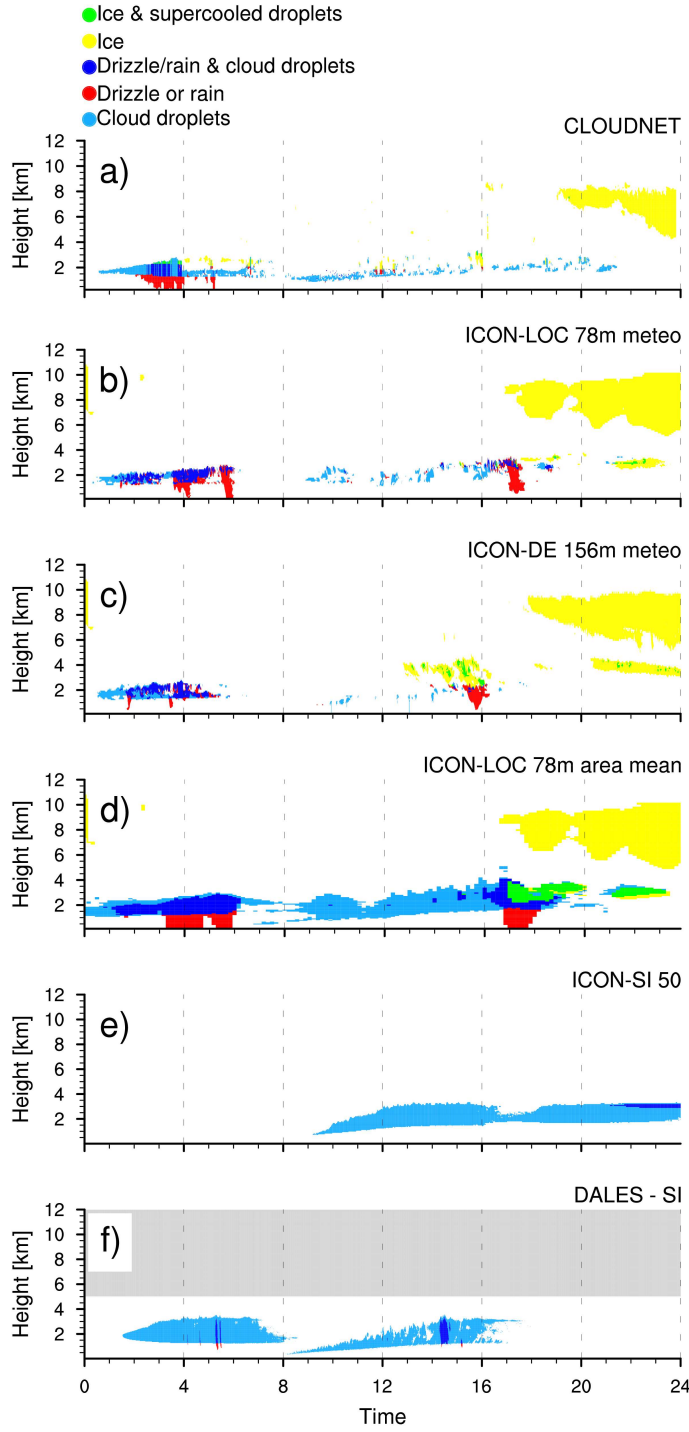 Ice & supercooled droplets
Ice
Drizzle/rain & cloud droplets
Drizzle or rain
Cloud droplets
CLOUDNET
12
10
8
6
4
2
Height [km]
a)
ICON-LOC 78m meteo
12
10
8
6
4
2
Height [km]
b)
ICON-DE 156m meteo
12
10
8
6
4
2
Height [km]
c)
ICON-LOC 78m area mean
12
10
8
6
4
2
Height [km]
d)
ICON-SI 50
12
10
8
6
4
2
Height [km]
e)
DALES - SI
12
10
8
6
4
2
Height [km]
f)
0 4 8 12 16 20 24
Time